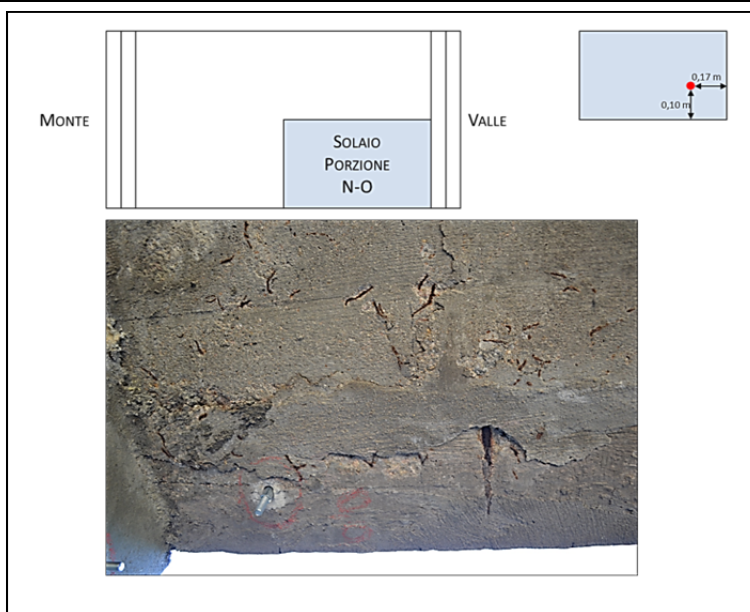 MONTE
SOLAIO
PORZIONE
N-O
VALLE
0,17 m
0,10 m